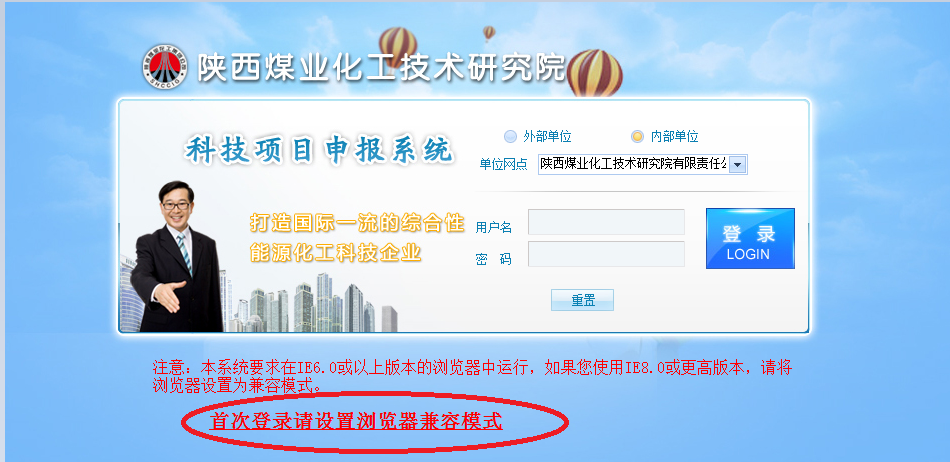 陕西煤业化工技术研究院
科技项目申报系统
外部单位 内部单位
单位网点 陕西煤业化工技术研究院有限责任
打造国际一流的综合性
能源化工科技企业
用户名
密 码
登 录
LOGIN
重置
注意：本系统要求在IE6.0或以上版本的浏览器中运行，如果您使用IE8.0或更高版本，请将
浏览器设置为兼容模式。
首次登录请设置浏览器兼容模式